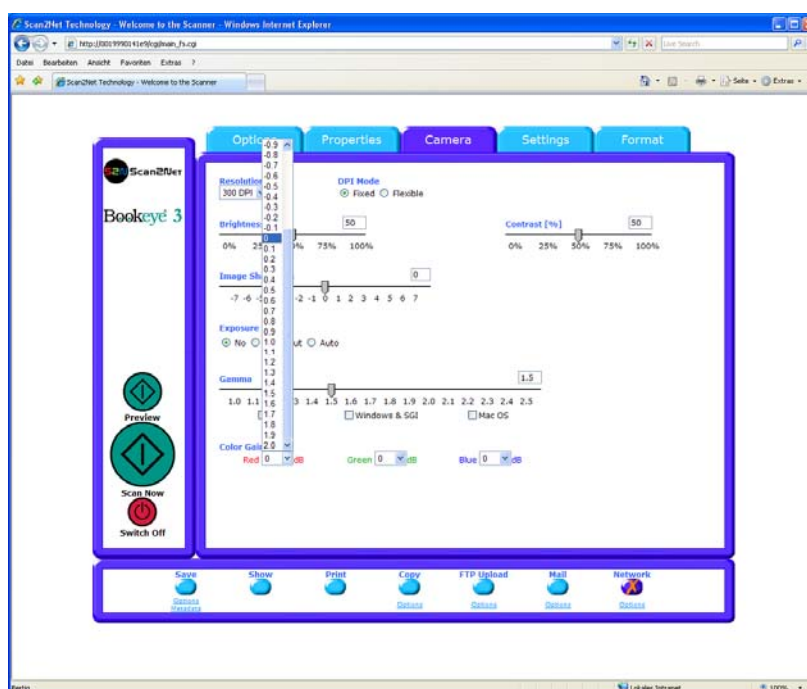 Scan2Net Technology - Welcome to the Scanner - Windows Internet Explorer
Live Search
Datei Bearbeiten Ansicht Favoriten Extras ?
Scan2Net Technology - Welcome to the Scanner
Seite Extras
Options Properties Camera Settings Format
Scan2Net
Bookeye 3
Resolution
DPI Mode
300 DPI
Fixed Flexible
Brightness
50
Contrast [%]
50
0% 75% 100%
0% 25% 50% 75% 100%
0
-7 -6 -2 -1 0 1 2 3 4 5 6 7
Exposure
No Auto
Gamma
1.5
1.0 1.1 1.4 1.5 1.6 1.7 1.8 1.9 2.0 2.1 2.2 2.3 2.4 2.5
Windows & SGI Mac OS
-0.9
-0.8
-0.7
-0.6
-0.5
-0.4
-0.3
-0.2
-0.1
0
0.1
0.2
0.3
0.4
0.5
0.6
0.7
0.8
0.9
1.0
1.1
1.2
1.3
1.4
1.5
1.6
1.7
1.8
1.9
2.0
Red 0 dB Green 0 dB Blue 0 dB
Preview
Scan Now
Switch Off
Save Show Print Copy FTP Upload Mail Network
Options Options Options Options Options
Metadata
Fertig
Lokales Intranet
100%